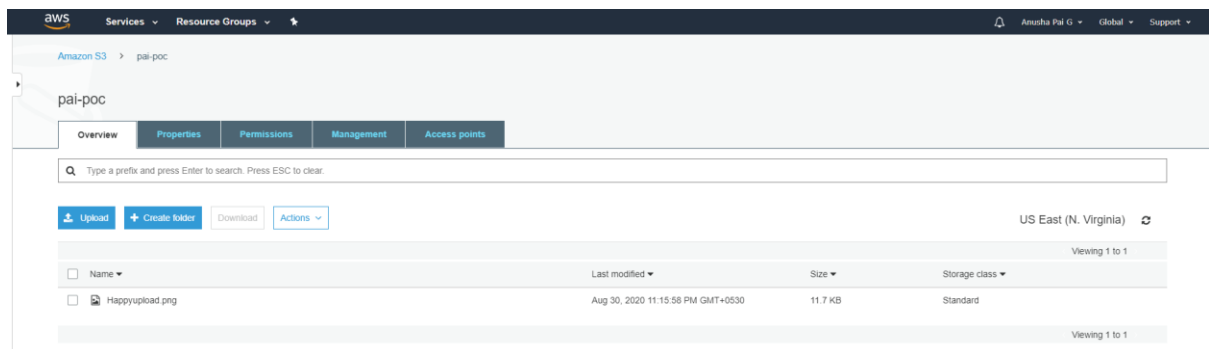 aws Services Resource Groups Anusha Pai G Global Support
Amazon S3 > pai-poc
pai-poc
Overview Properties Permissions Management Access points
Type a prefix and press Enter to search. Press ESC to clear.
Upload + Create folder Download Actions US East (N. Virginia)
Viewing 1 to 1
Name Last modified Size Storage class
Happyupload.png Aug 30, 2020 11:15:58 PM GMT+0530 11.7 KB Standard
Viewing 1 to 1